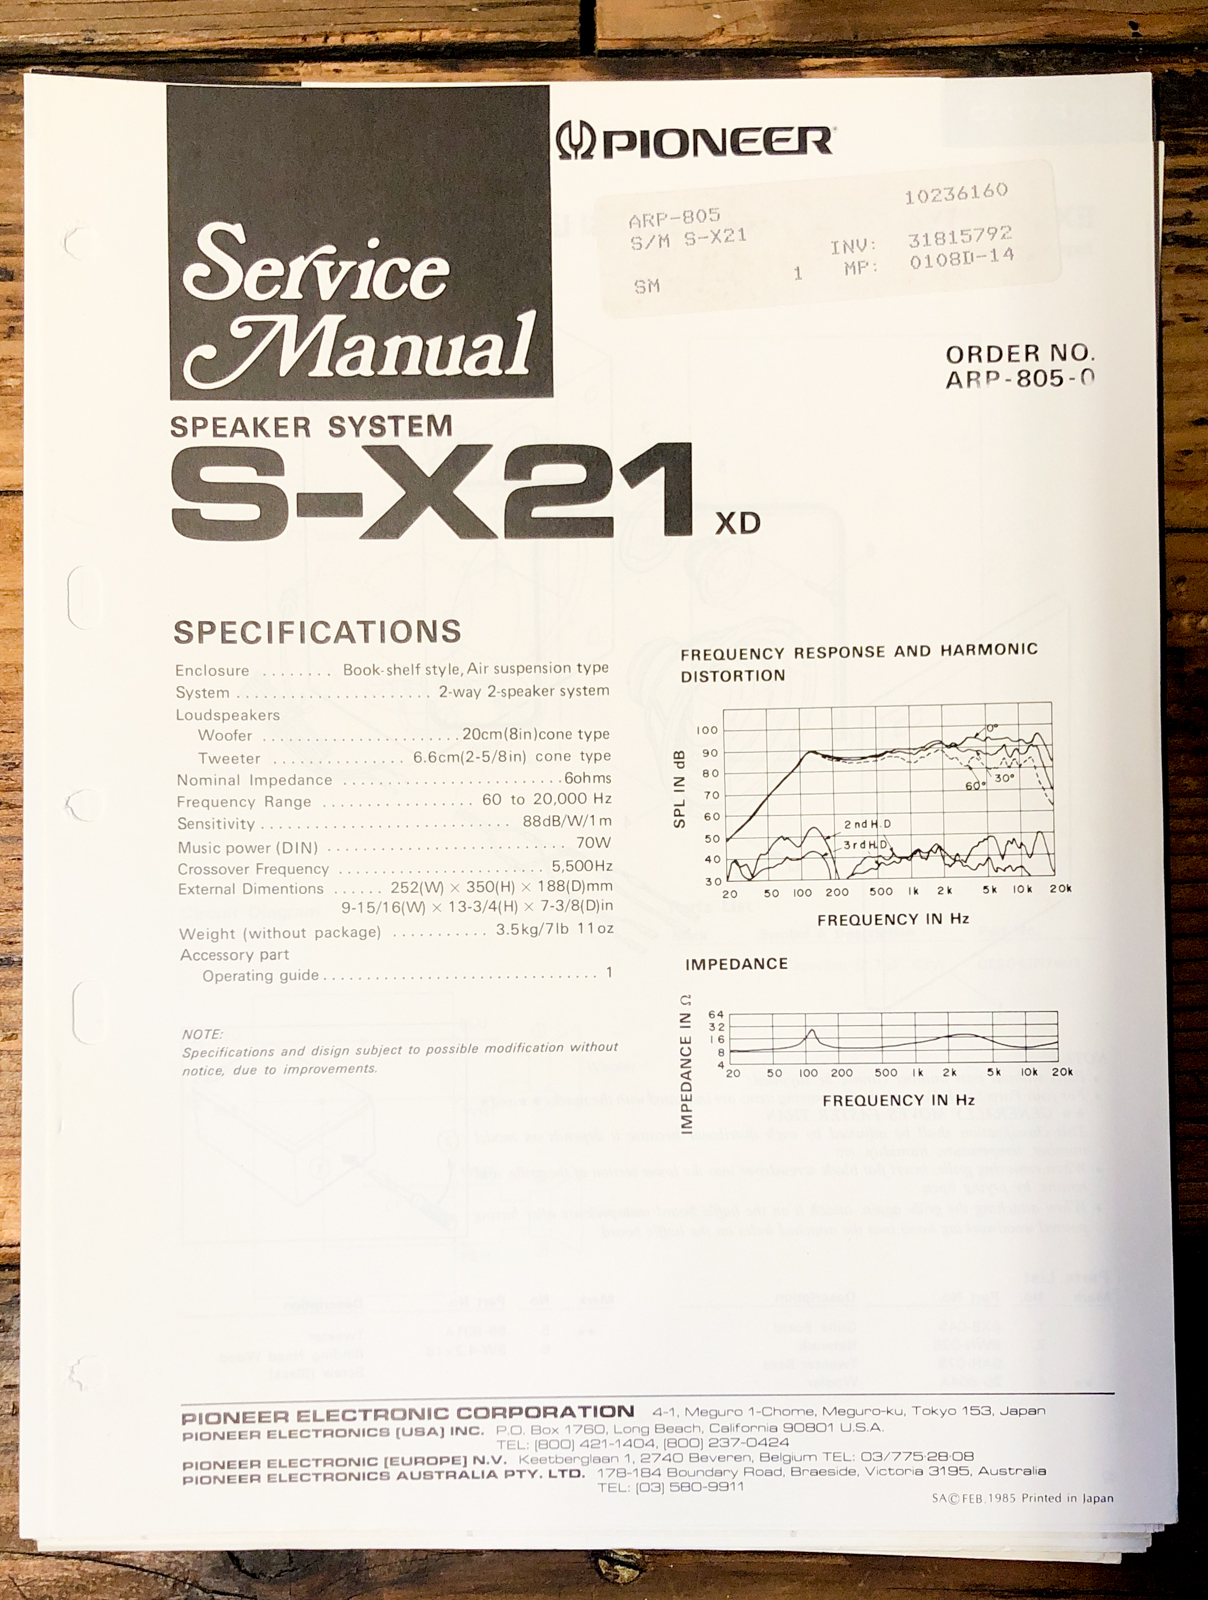 Service
Manual
PIONEER
ARP-805 10236160
S/M S-X21 INV: 31815792
SM 1 MP: 0108D-14
ORDER NO.
ARP-805-0
SPEAKER SYSTEM
S-X21 XD
SPECIFICATIONS
Enclosure ........ Book-shelf style, Air suspension type
System ...................... 2-way 2-speaker system
Loudspeakers
Woofer ...................... 20cm(8in)cone type
Tweeter ............... 6.6cm(2-5/8in) cone type
Nominal Impedance ......................... 6ohms
Frequency Range ................. 60 to 20,000 Hz
Sensitivity ............................ 88dB/W/1m
Music power (DIN) ........................... 70W
Crossover Frequency ....................... 5,500Hz
External Dimentions ...... 252(W) × 350(H) × 188(D)mm
9-15/16(W) × 13-3/4(H) × 7-3/8(D)in
Weight (without package) ........... 3.5kg/7lb 11oz
Accessory part
Operating guide ............................... 1
NOTE:
Specifications and disign subject to possible modification without
notice, due to improvements.
FREQUENCY RESPONSE AND HARMONIC
DISTORTION
SPL IN dB
100
90
80
70
60
50
40
30
0°
30°
60°
2nd H.D
3rd H.D
20 50 100 200 500 1k 2k 5k 10k 20k
FREQUENCY IN Hz
IMPEDANCE
IMPEDANCE IN Ω
64
32
16
8
4
20 50 100 200 500 1k 2k 5k 10k 20k
FREQUENCY IN Hz
PIONEER ELECTRONIC CORPORATION 4-1, Meguro 1-Chome, Meguro-ku, Tokyo 153, Japan
PIONEER ELECTRONICS [USA] INC. P.O. Box 1760, Long Beach, California 90801 U.S.A.
TEL: [800] 421-1404, [800] 237-0424
PIONEER ELECTRONIC [EUROPE] N.V. Keetberglaan 1, 2740 Beveren, Belgium TEL: 03/775·28·08
PIONEER ELECTRONICS AUSTRALIA PTY. LTD. 178-184 Boundary Road, Braeside, Victoria 3195, Australia
TEL: [03] 580-9911
SA © FEB. 1985 Printed in Japan